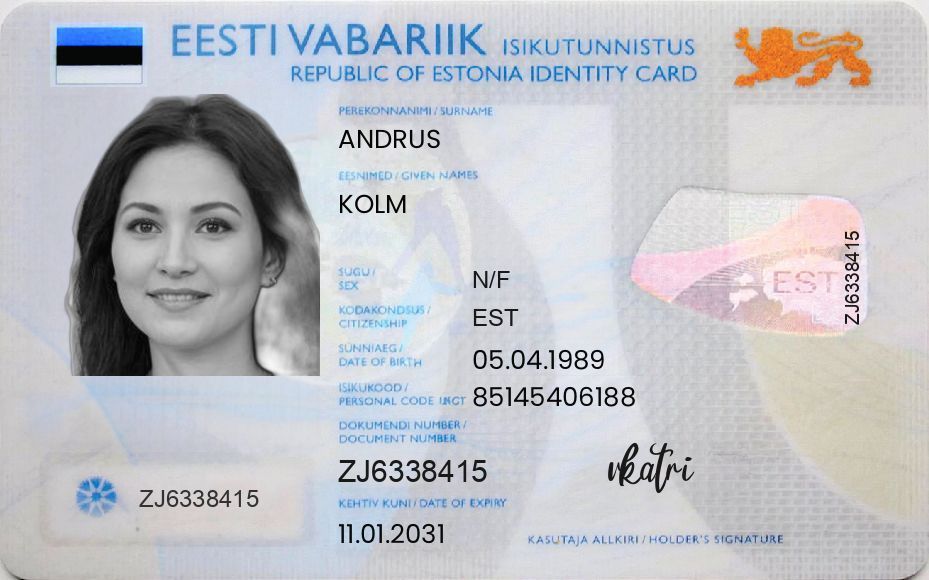 EESTI VABARIIK ISIKUTUNNISTUS
REPUBLIC OF ESTONIA IDENTITY CARD
PEREKONNANIMI / SURNAME
ANDRUS
EESNIMED / GIVEN NAMES
KOLM
SUGU /
SEX
N/F
KODAKONDSUS /
CITIZENSHIP
EST
SÜNNIAEG /
DATE OF BIRTH
05.04.1989
ISIKUKOOD /
PERSONAL CODE
85145406188
DOKUMENDI NUMBER /
DOCUMENT NUMBER
ZJ6338415
KEHTIV KUNI / DATE OF EXPIRY
11.01.2031
ZJ6338415
EST
ZJ6338415
vkatri
KASUTAJA ALLKIRI / HOLDER'S SIGNATURE